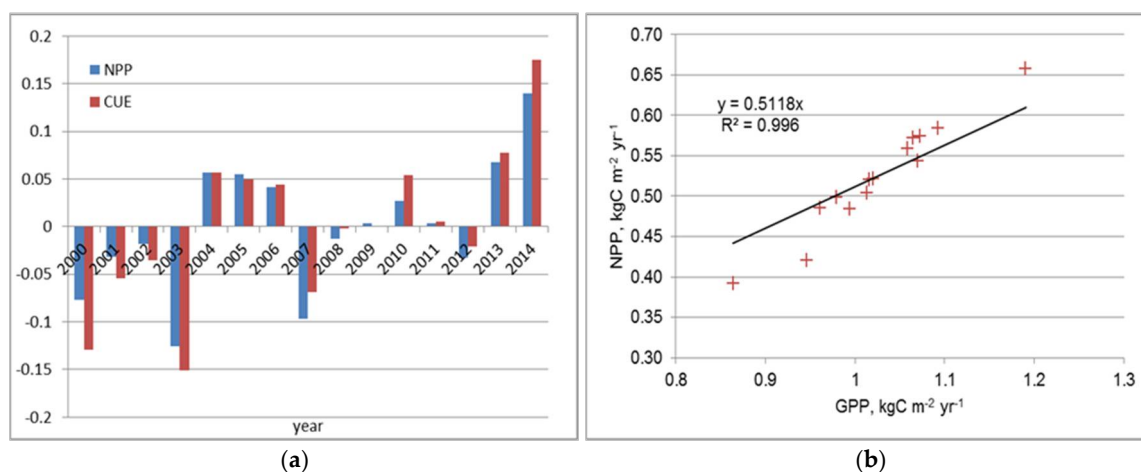 0.2
0.15
0.1
0.05
0
-0.05
-0.1
-0.15
-0.2
NPP
CUE
2000 2001 2002 2003 2004 2005 2006 2007 2008 2009 2010 2011 2012 2013 2014
year
(a)
NPP, kgC m⁻² yr⁻¹
0.70
0.65
0.60
0.55
0.50
0.45
0.40
0.35
0.30
y = 0.5118x
R² = 0.996
0.8 0.9 1 1.1 1.2 1.3
GPP, kgC m⁻² yr⁻¹
(b)